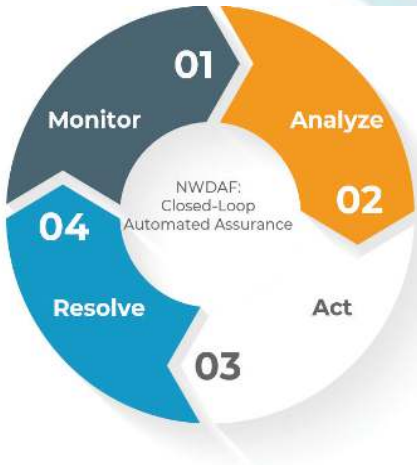 01
Monitor
Analyze
02
NWDAF:
Closed-Loop
Automated Assurance
04
Resolve
Act
03